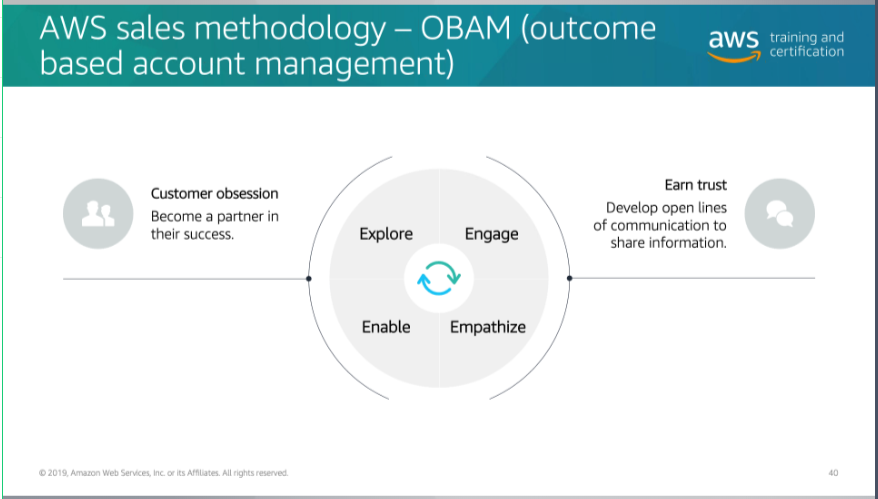 AWS sales methodology – OBAM (outcome
based account management)
aws training and
certification
Customer obsession
Become a partner in
their success.
Earn trust
Develop open lines
of communication to
share information.
Explore
Engage
Enable
Empathize
© 2019, Amazon Web Services, Inc. or its Affiliates. All rights reserved.
40